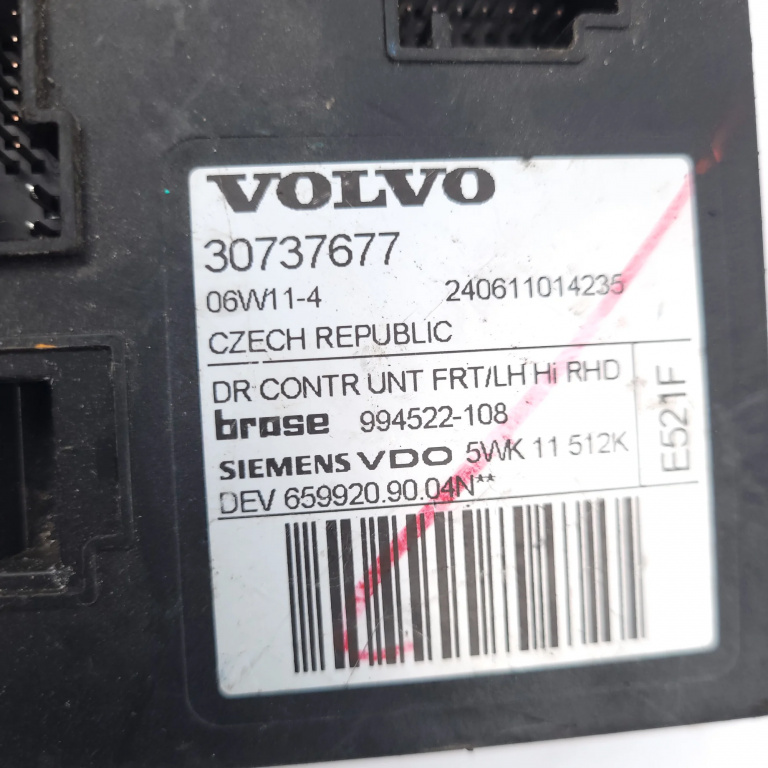 VOLVO
30737677
06W11-4 240611014235
CZECH REPUBLIC
DR CONTR UNT FRT/LH Hi RHD
brose 994522-108
SIEMENS VDO 5WK 11 512K
DEV 659920.90.04N**
E521F